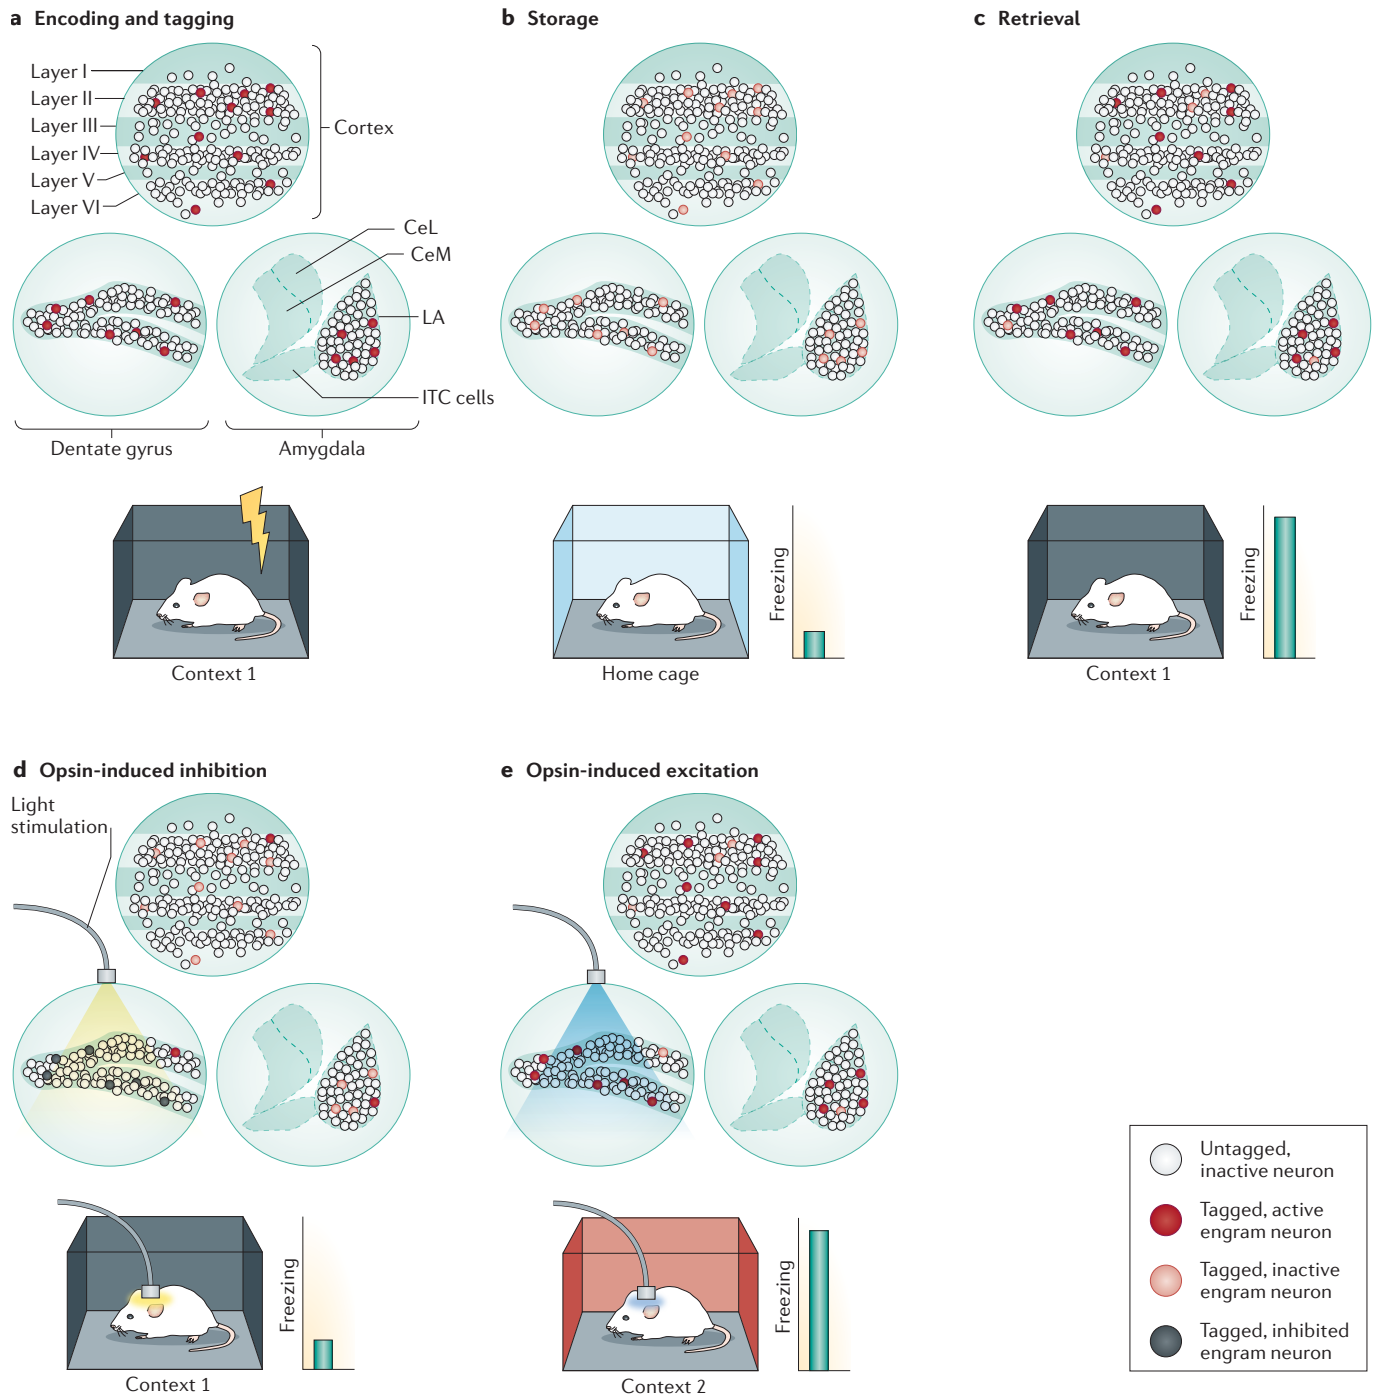 a Encoding and tagging
Layer I
Layer II
Layer III
Layer IV
Layer V
Layer VI
Cortex
CeL
CeM
LA
ITC cells
Dentate gyrus
Amygdala
Context 1
b Storage
Home cage
Freezing
c Retrieval
Context 1
Freezing
d Opsin-induced inhibition
Light
stimulation
Context 1
Freezing
e Opsin-induced excitation
Context 2
Freezing
Untagged,
inactive neuron
Tagged, active
engram neuron
Tagged, inactive
engram neuron
Tagged, inhibited
engram neuron